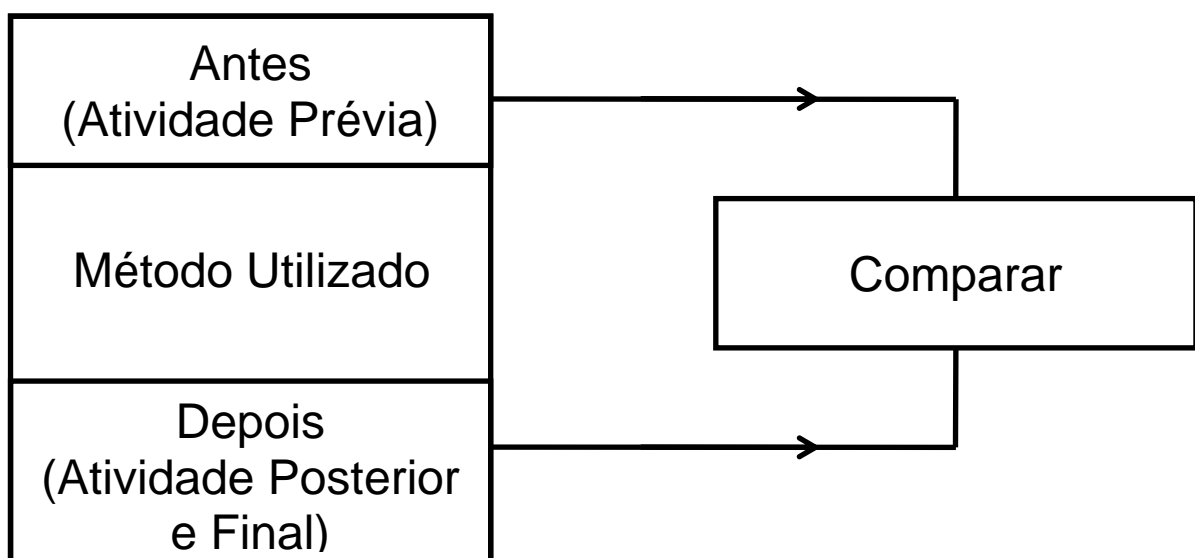 Antes
(Atividade Prévia)
Método Utilizado
Comparar
Depois
(Atividade Posterior
e Final)